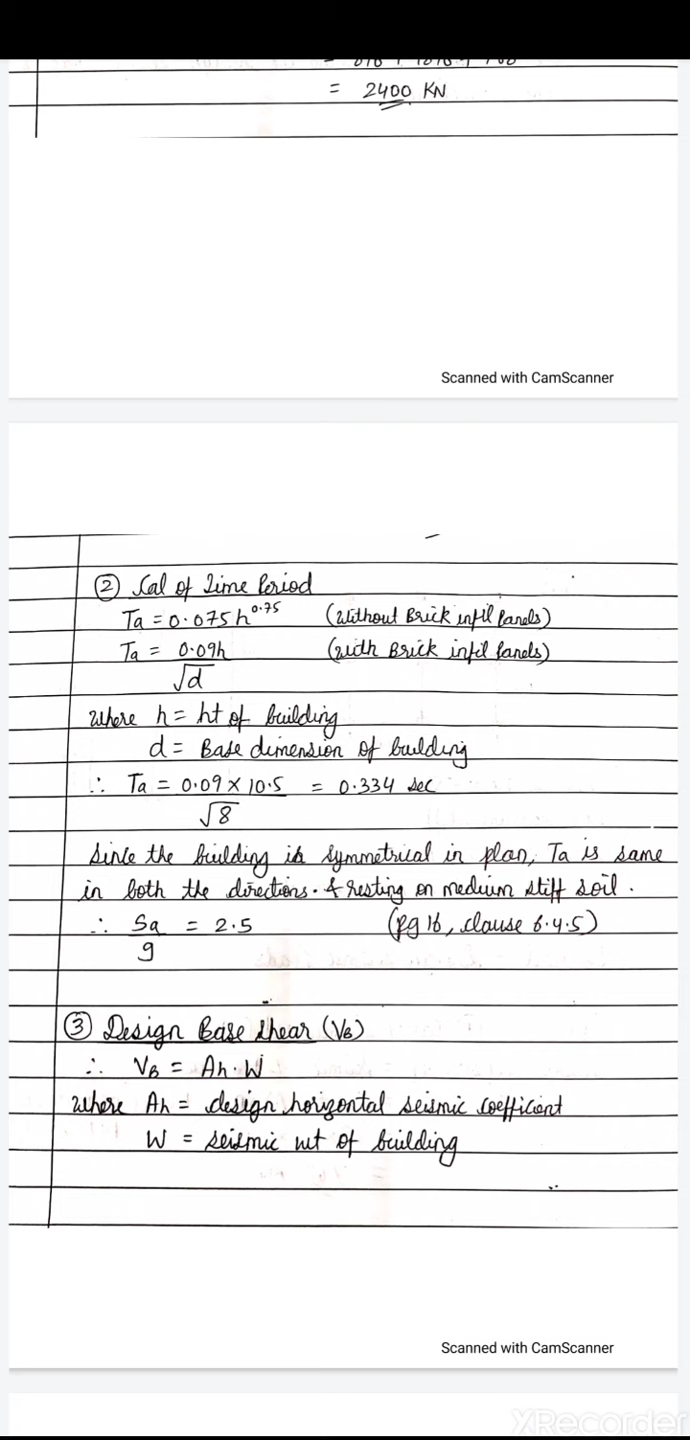 = 2400 KN
Scanned with CamScanner
② Cal of Time Period
Ta = 0.075 h^0.75 (Without Brick infil Panels)
Ta = 0.09h (with Brick infil Panels)
√d
where h = ht of building
d = Base dimension of building
∴ Ta = 0.09 × 10.5 = 0.334 sec
√8
Since the building is symmetrical in plan, Ta is same
in both the directions. & resting on medium stiff soil.
∴ Sa = 2.5 (Pg 16, clause 6.4.5)
g
③ Design Base Shear (VB)
∴ VB = Ah.W
where Ah = design horizontal seismic coefficient
W = seismic wt of building
Scanned with CamScanner
XRecorder